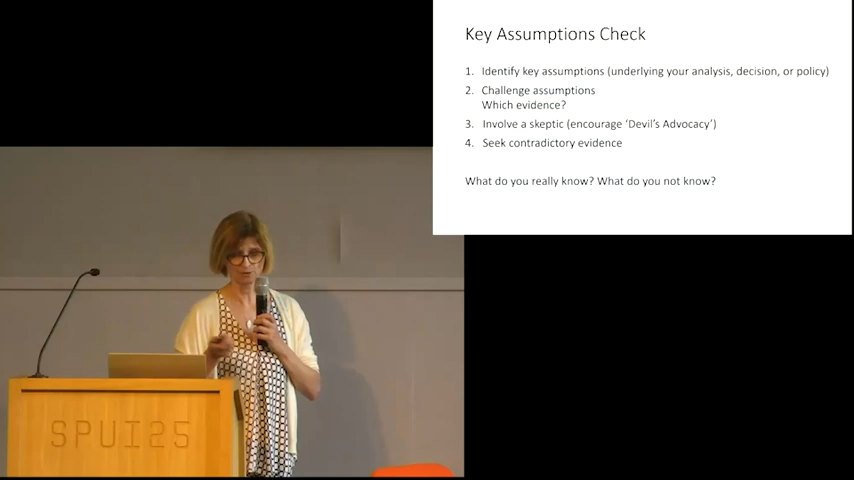 Key Assumptions Check
1. Identify key assumptions (underlying your analysis, decision, or policy)
2. Challenge assumptions
Which evidence?
3. Involve a skeptic (encourage ‘Devil’s Advocacy’)
4. Seek contradictory evidence
What do you really know? What do you not know?
SPUI25